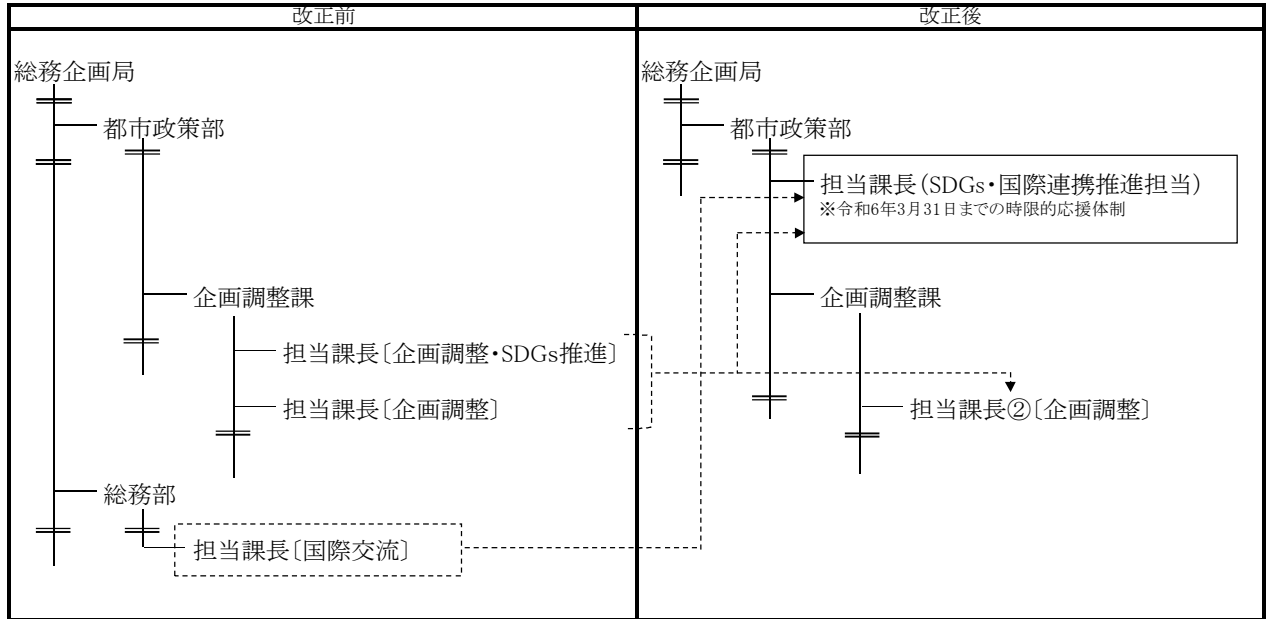 改正前
総務企画局
都市政策部
企画調整課
担当課長〔企画調整・SDGs推進〕
担当課長〔企画調整〕
総務部
担当課長〔国際交流〕
改正後
総務企画局
都市政策部
担当課長（SDGs・国際連携推進担当）
※令和6年3月31日までの時限的応援体制
企画調整課
担当課長②〔企画調整〕